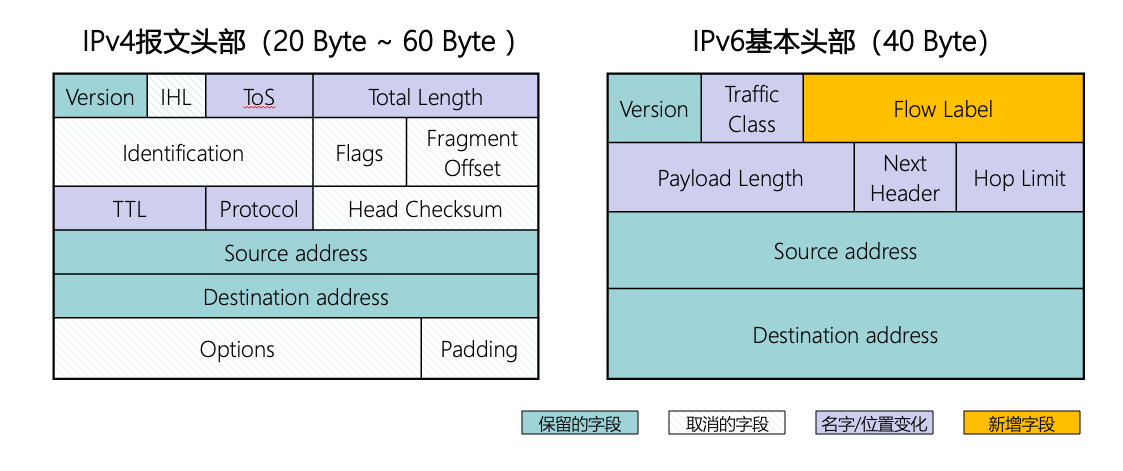 IPv4报文头部（20 Byte ~ 60 Byte ）
Version IHL ToS Total Length
Identification Flags Fragment
Offset
TTL Protocol Head Checksum
Source address
Destination address
Options Padding
IPv6基本头部（40 Byte）
Version Traffic
Class Flow Label
Payload Length Next
Header Hop Limit
Source address
Destination address
保留的字段 取消的字段 名字/位置变化 新增字段